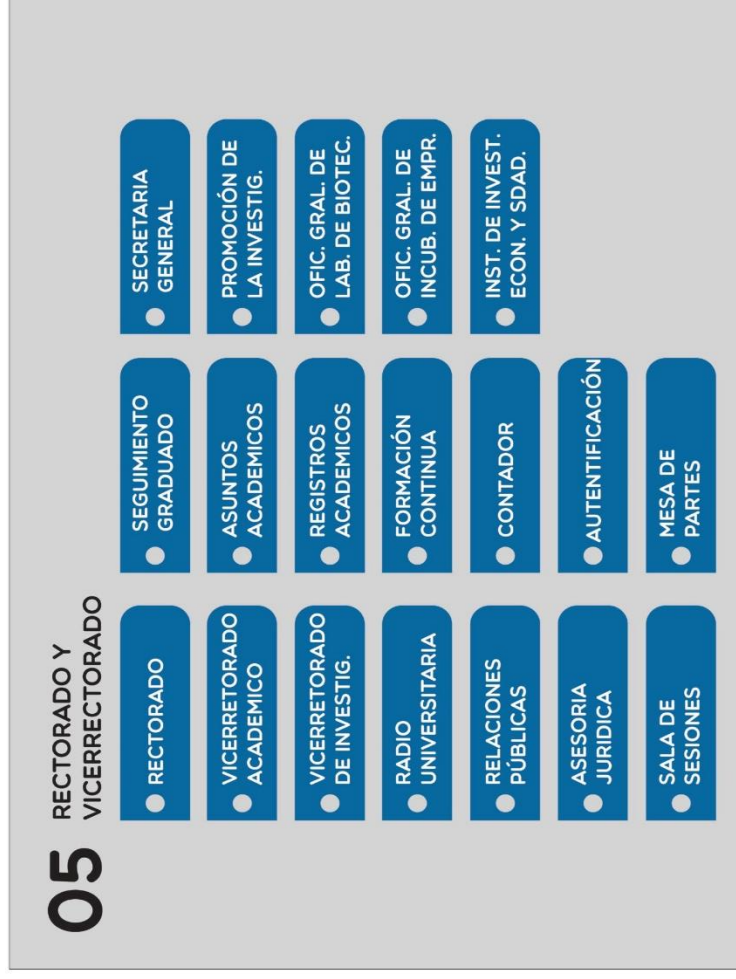 05
RECTORADO Y
VICERRECTORADO
RECTORADO
VICERRETORADO
ACADEMICO
VICERRETORADO
DE INVESTIG.
RADIO
UNIVERSITARIA
RELACIONES
PÚBLICAS
ASESORIA
JURIDICA
SALA DE
SESIONES
SEGUIMIENTO
GRADUADO
ASUNTOS
ACADEMICOS
REGISTROS
ACADEMICOS
FORMACIÓN
CONTINUA
CONTADOR
AUTENTIFICACIÓN
MESA DE
PARTES
SECRETARIA
GENERAL
PROMOCIÓN DE
LA INVESTIG.
OFIC. GRAL. DE
LAB. DE BIOTEC.
OFIC. GRAL. DE
INCUB. DE EMPR.
INST. DE INVEST.
ECON. Y SDAD.